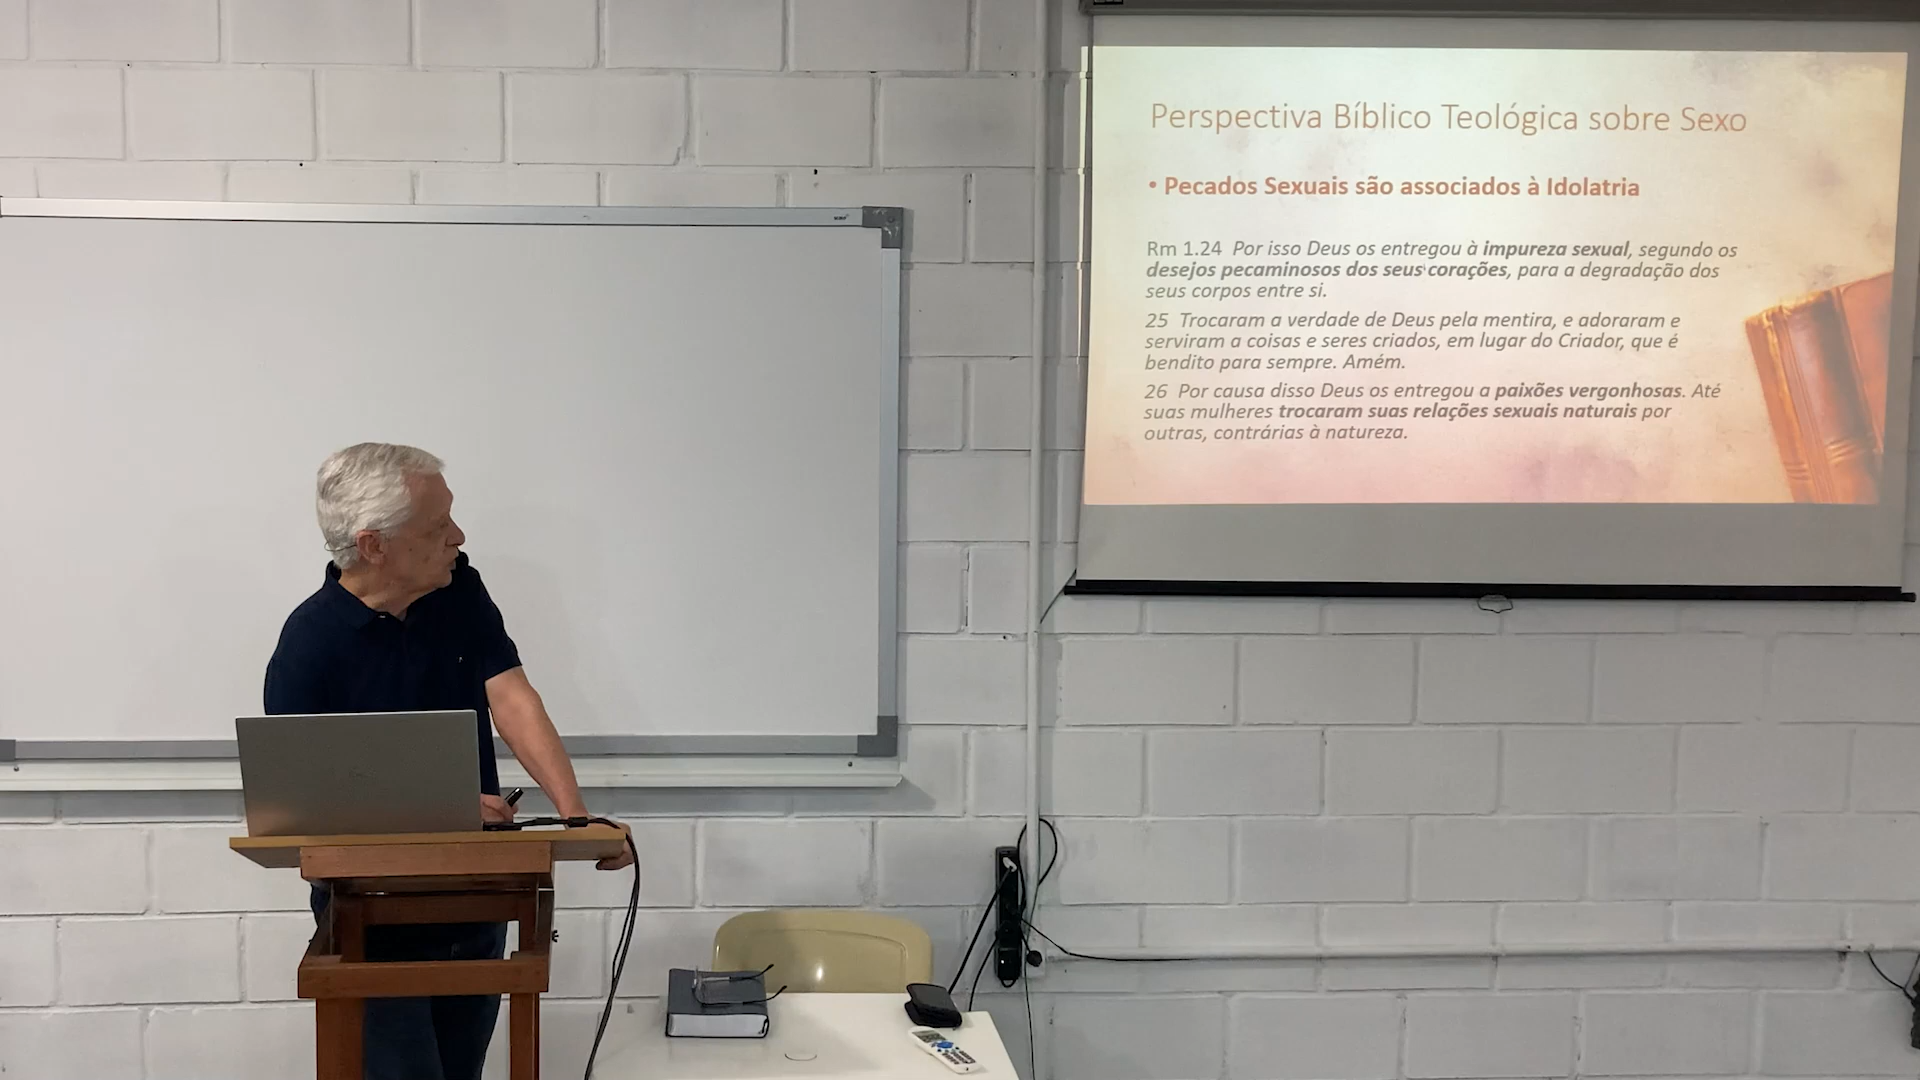 Perspectiva Bíblico Teológica sobre Sexo
• Pecados Sexuais são associados à Idolatria
Rm 1.24 Por isso Deus os entregou à impureza sexual, segundo os
desejos pecaminosos dos seus corações, para a degradação dos
seus corpos entre si.
25 Trocaram a verdade de Deus pela mentira, e adoraram e
serviram a coisas e seres criados, em lugar do Criador, que é
bendito para sempre. Amém.
26 Por causa disso Deus os entregou a paixões vergonhosas. Até
suas mulheres trocaram suas relações sexuais naturais por
outras, contrárias à natureza.